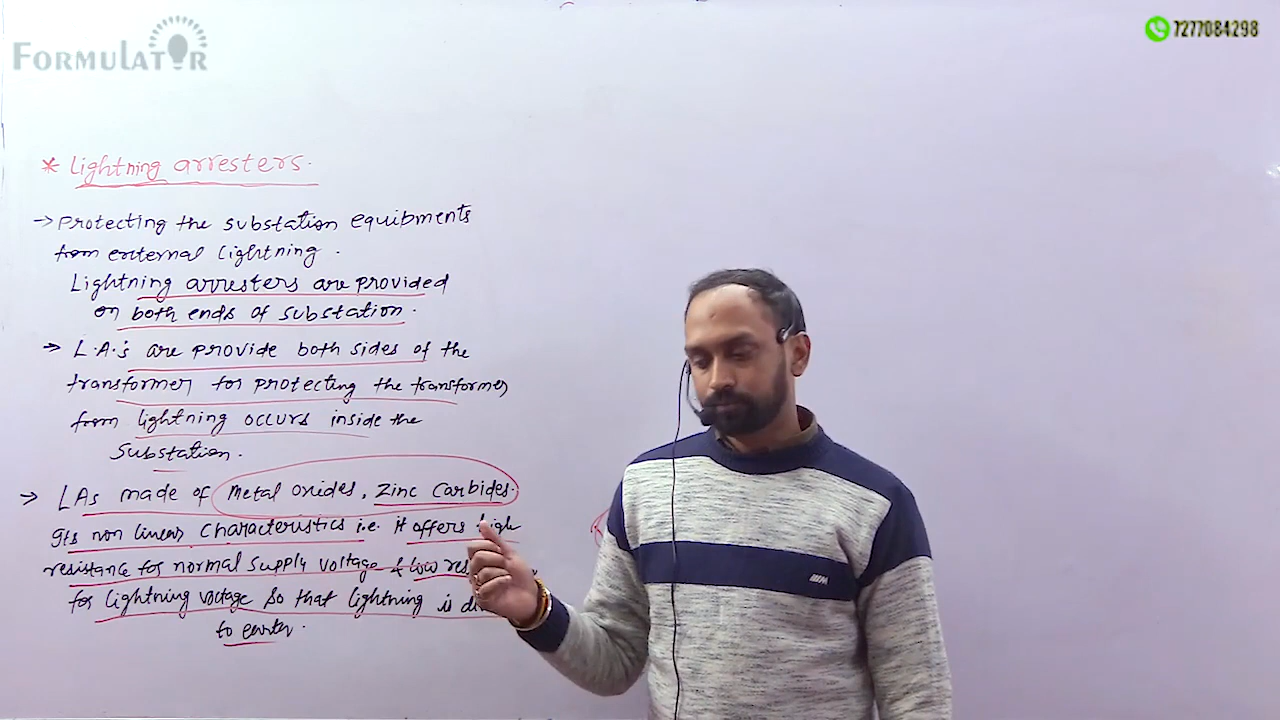 FORMULATOR
7277084298
* Lightning arresters.
→ Protecting the substation equibments
from external lightning.
Lightning arresters are provided
on both ends of substation.
→ L.A.'s are provide both sides of the
transformer for protecting the transformer
from lightning occurs inside the
Substation.
→ LAs made of Metal oxides, Zinc Carbides.
Its non linear characteristics i.e. it offers high
resistance for normal supply voltage & low
for lightning voltage so that lightning is
to earter.